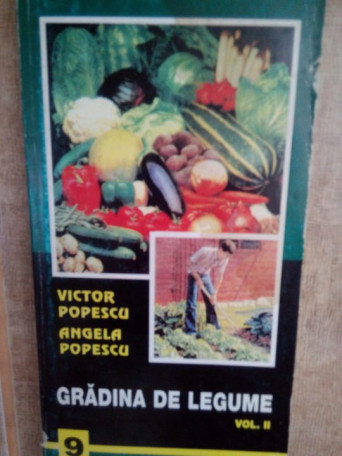 VICTOR
POPESCU
ANGELA
POPESCU
GRĂDINA DE LEGUME
VOL. II
9